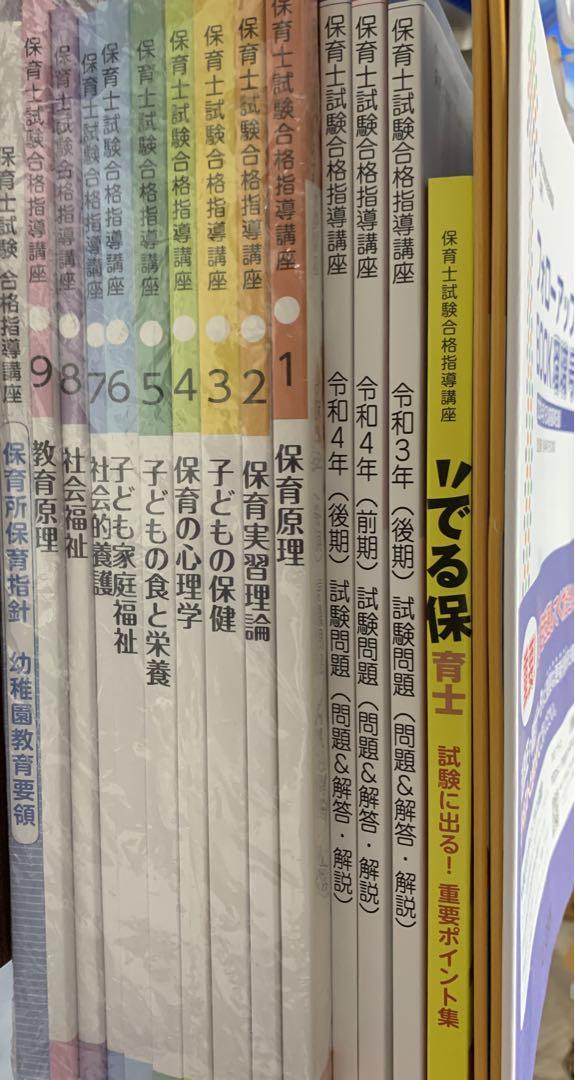 保育士試験 合格指導講座 保育所保育指針 幼稚園教育要領
保育士試験合格指導講座 9 教育原理
保育士試験合格指導講座 8 社会福祉
保育士試験合格指導講座 7 社会的養護
保育士試験合格指導講座 6 子ども家庭福祉
保育士試験合格指導講座 5 子どもの食と栄養
保育士試験合格指導講座 4 保育の心理学
保育士試験合格指導講座 3 子どもの保健
保育士試験合格指導講座 2 保育実習理論
保育士試験合格指導講座 1 保育原理
保育士試験合格指導講座 令和4年(後期) 試験問題 (問題&解答・解説)
保育士試験合格指導講座 令和4年(前期) 試験問題 (問題&解答・解説)
保育士試験合格指導講座 令和3年(後期) 試験問題 (問題&解答・解説)
保育士試験合格指導講座 でる保育士 試験に出る! 重要ポイント集
フォローアップ
BOOK